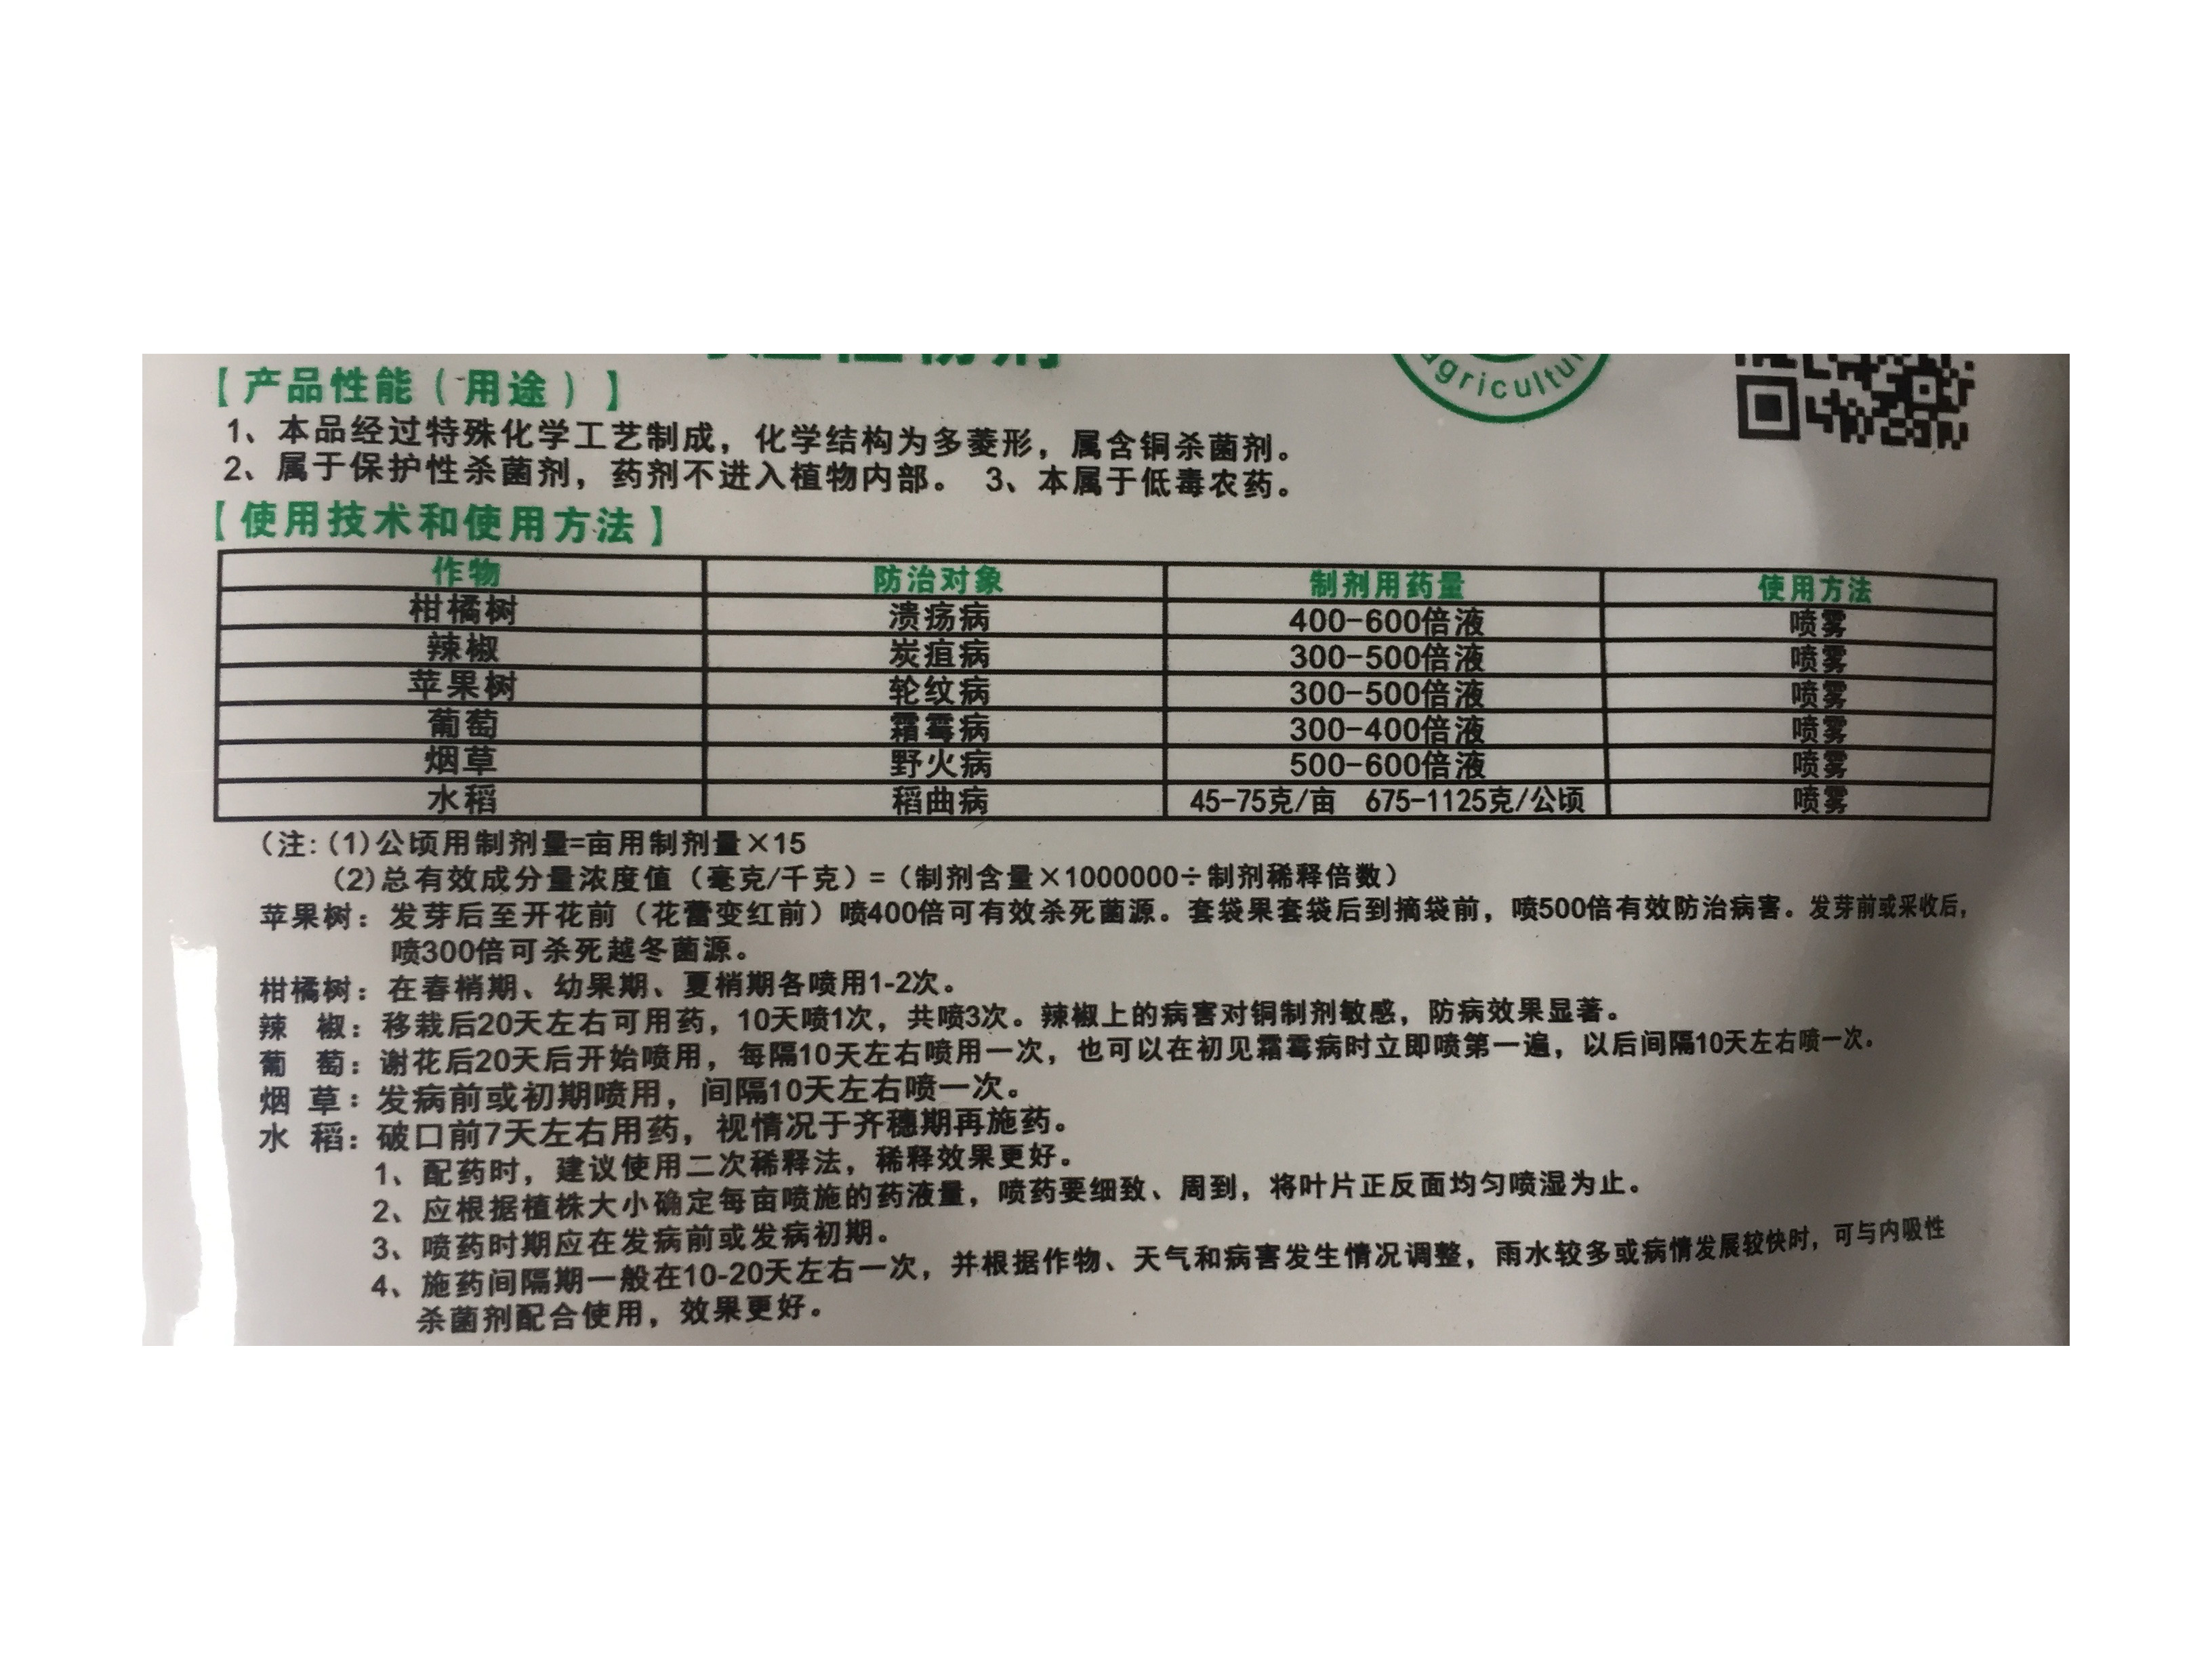 agricultu
【产品性能（用途）】
1、本品经过特殊化学工艺制成，化学结构为多菱形，属含铜杀菌剂。
2、属于保护性杀菌剂，药剂不进入植物内部。 3、本属于低毒农药。
【使用技术和使用方法】
作物 防治对象 制剂用药量 使用方法
柑橘树 溃疡病 400-600倍液 喷雾
辣椒 炭疽病 300-500倍液 喷雾
苹果树 轮纹病 300-500倍液 喷雾
葡萄 霜霉病 300-400倍液 喷雾
烟草 野火病 500-600倍液 喷雾
水稻 稻曲病 45-75克/亩 675-1125克/公顷 喷雾
（注:（1)公顷用制剂量=亩用制剂量×15
（2)总有效成分量浓度值（毫克/千克）=（制剂含量×1000000÷制剂稀释倍数）
苹果树：发芽后至开花前（花蕾变红前）喷400倍可有效杀死菌源。套袋果套袋后到摘袋前，喷500倍有效防治病害。发芽前或采收后，
喷300倍可杀死越冬菌源。
柑橘树：在春梢期、幼果期、夏梢期各喷用1-2次。
辣 椒：移栽后20天左右可用药，10天喷1次，共喷3次。辣椒上的病害对铜制剂敏感，防病效果显著。
葡 萄：谢花后20天后开始喷用，每隔10天左右喷用一次，也可以在初见霜霉病时立即喷第一遍，以后间隔10天左右喷一次。
烟 草：发病前或初期喷用，间隔10天左右喷一次。
水 稻：破口前7天左右用药，视情况于齐穗期再施药。
1、配药时，建议使用二次稀释法，稀释效果更好。
2、应根据植株大小确定每亩喷施的药液量，喷药要细致、周到，将叶片正反面均匀喷湿为止。
3、喷药时期应在发病前或发病初期。
4、施药间隔期一般在10-20天左右一次，并根据作物、天气和病害发生情况调整，雨水较多或病情发展较快时，可与内吸性
杀菌剂配合使用，效果更好。